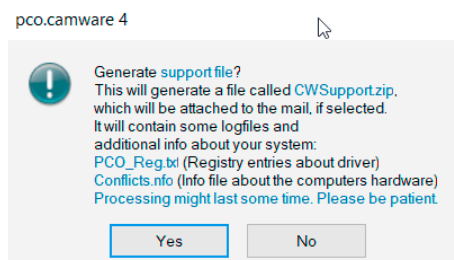 pco.camware 4
Generate support file?
This will generate a file called CWSupport.zip,
which will be attached to the mail, if selected.
It will contain some logfiles and
additional info about your system:
PCO_Reg.txt (Registry entries about driver)
Conflicts.nfo (Info file about the computers hardware)
Processing might last some time. Please be patient.
Yes
No